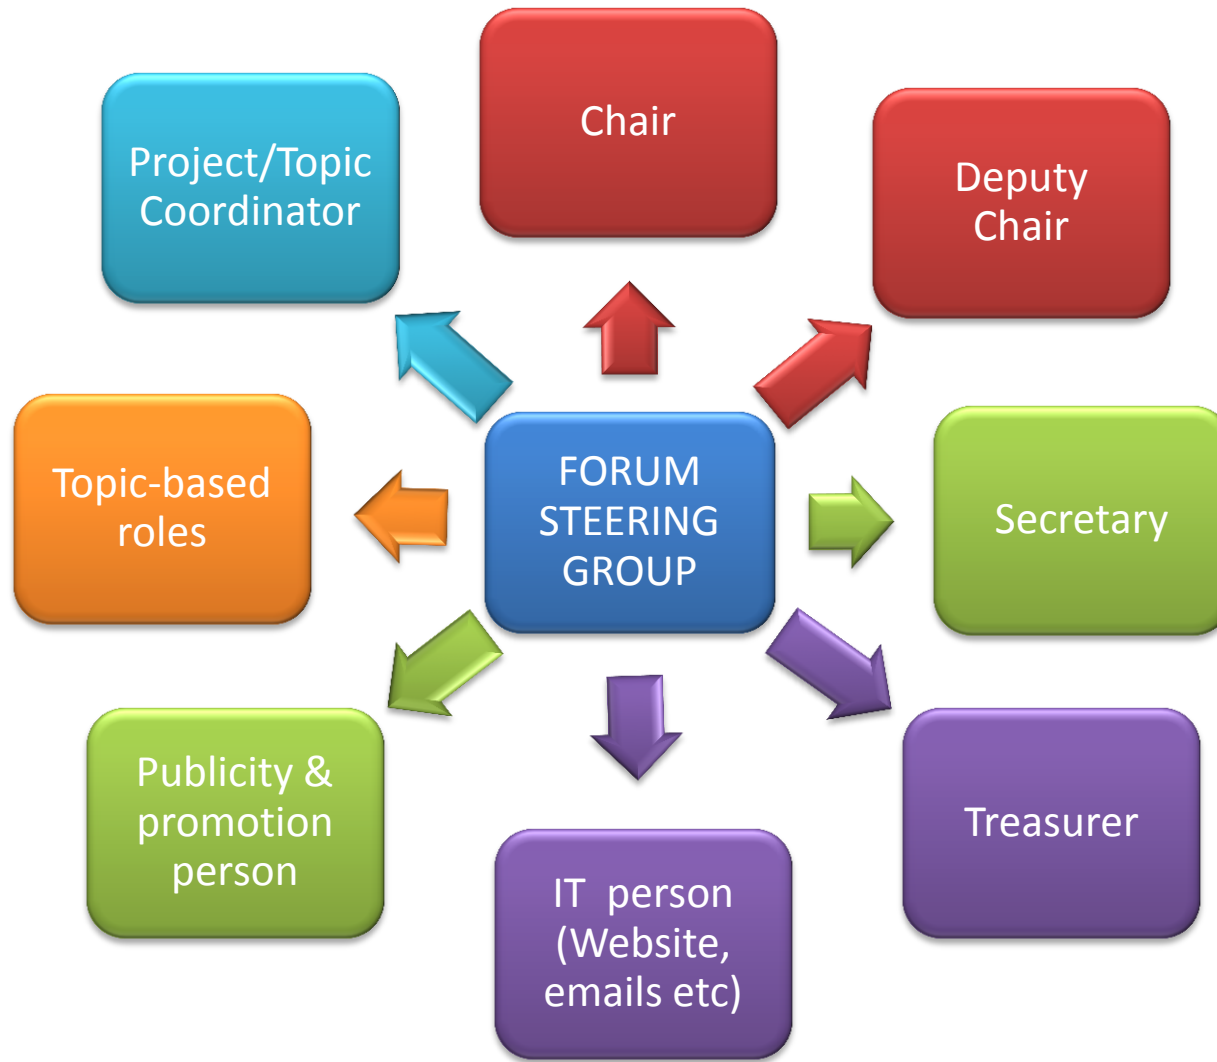 Chair
Deputy
Chair
Project/Topic
Coordinator
FORUM
STEERING
GROUP
Secretary
Topic-based
roles
Treasurer
Publicity &
promotion
person
IT  person
(Website,
emails etc)